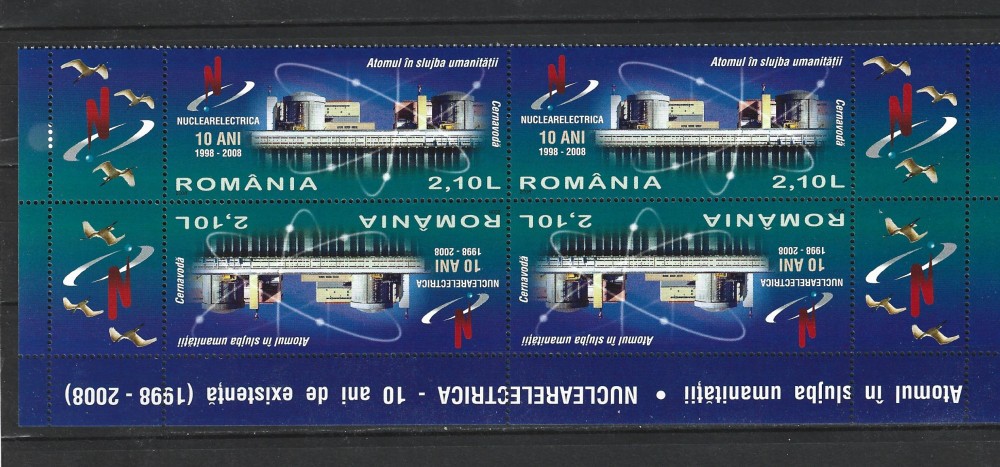 Atomul în slujba umanității
N
NUCLEARELECTRICA
10 ANI
1998 - 2008
Cernavodă
ROMÂNIA 2,10L
Atomul în slujba umanității
N
NUCLEARELECTRICA
10 ANI
1998 - 2008
Cernavodă
ROMÂNIA 2,10L
N
N
ROMÂNIA 2,10L
1998 - 2008
10 ANI
NUCLEARELECTRICA
Cernavodă
N
Atomul în slujba umanității
ROMÂNIA 2,10L
1998 - 2008
10 ANI
NUCLEARELECTRICA
Cernavodă
N
Atomul în slujba umanității
N
N
Atomul în slujba umanității • NUCLEARELECTRICA - 10 ani de existență (1998 - 2008)